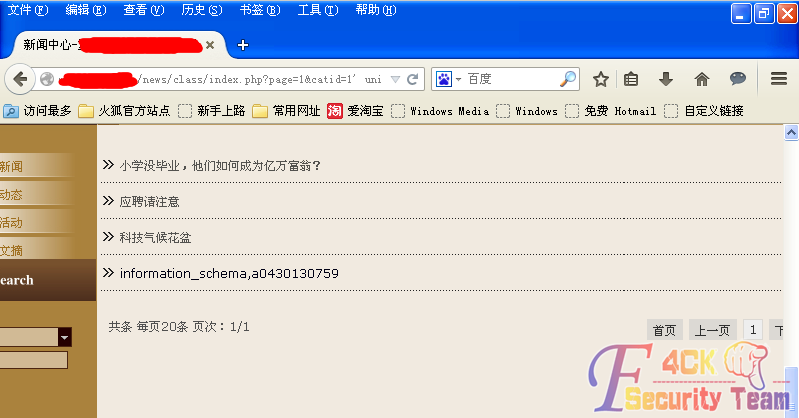 文件(F) 编辑(E) 查看(V) 历史(S) 书签(B) 工具(T) 帮助(H)
新闻中心-
/news/class/index.php?page=1&catid=1' uni
百度
访问最多 火狐官方站点 新手上路 常用网址 爱淘宝 Windows Media Windows 免费 Hotmail 自定义链接
新闻
动态
活动
文摘
earch
小学没毕业，他们如何成为亿万富翁？
应聘请注意
科技气候花盆
information_schema,a0430130759
共条 每页20条 页次：1/1
首页 上一页 1
F4CK
Security Team